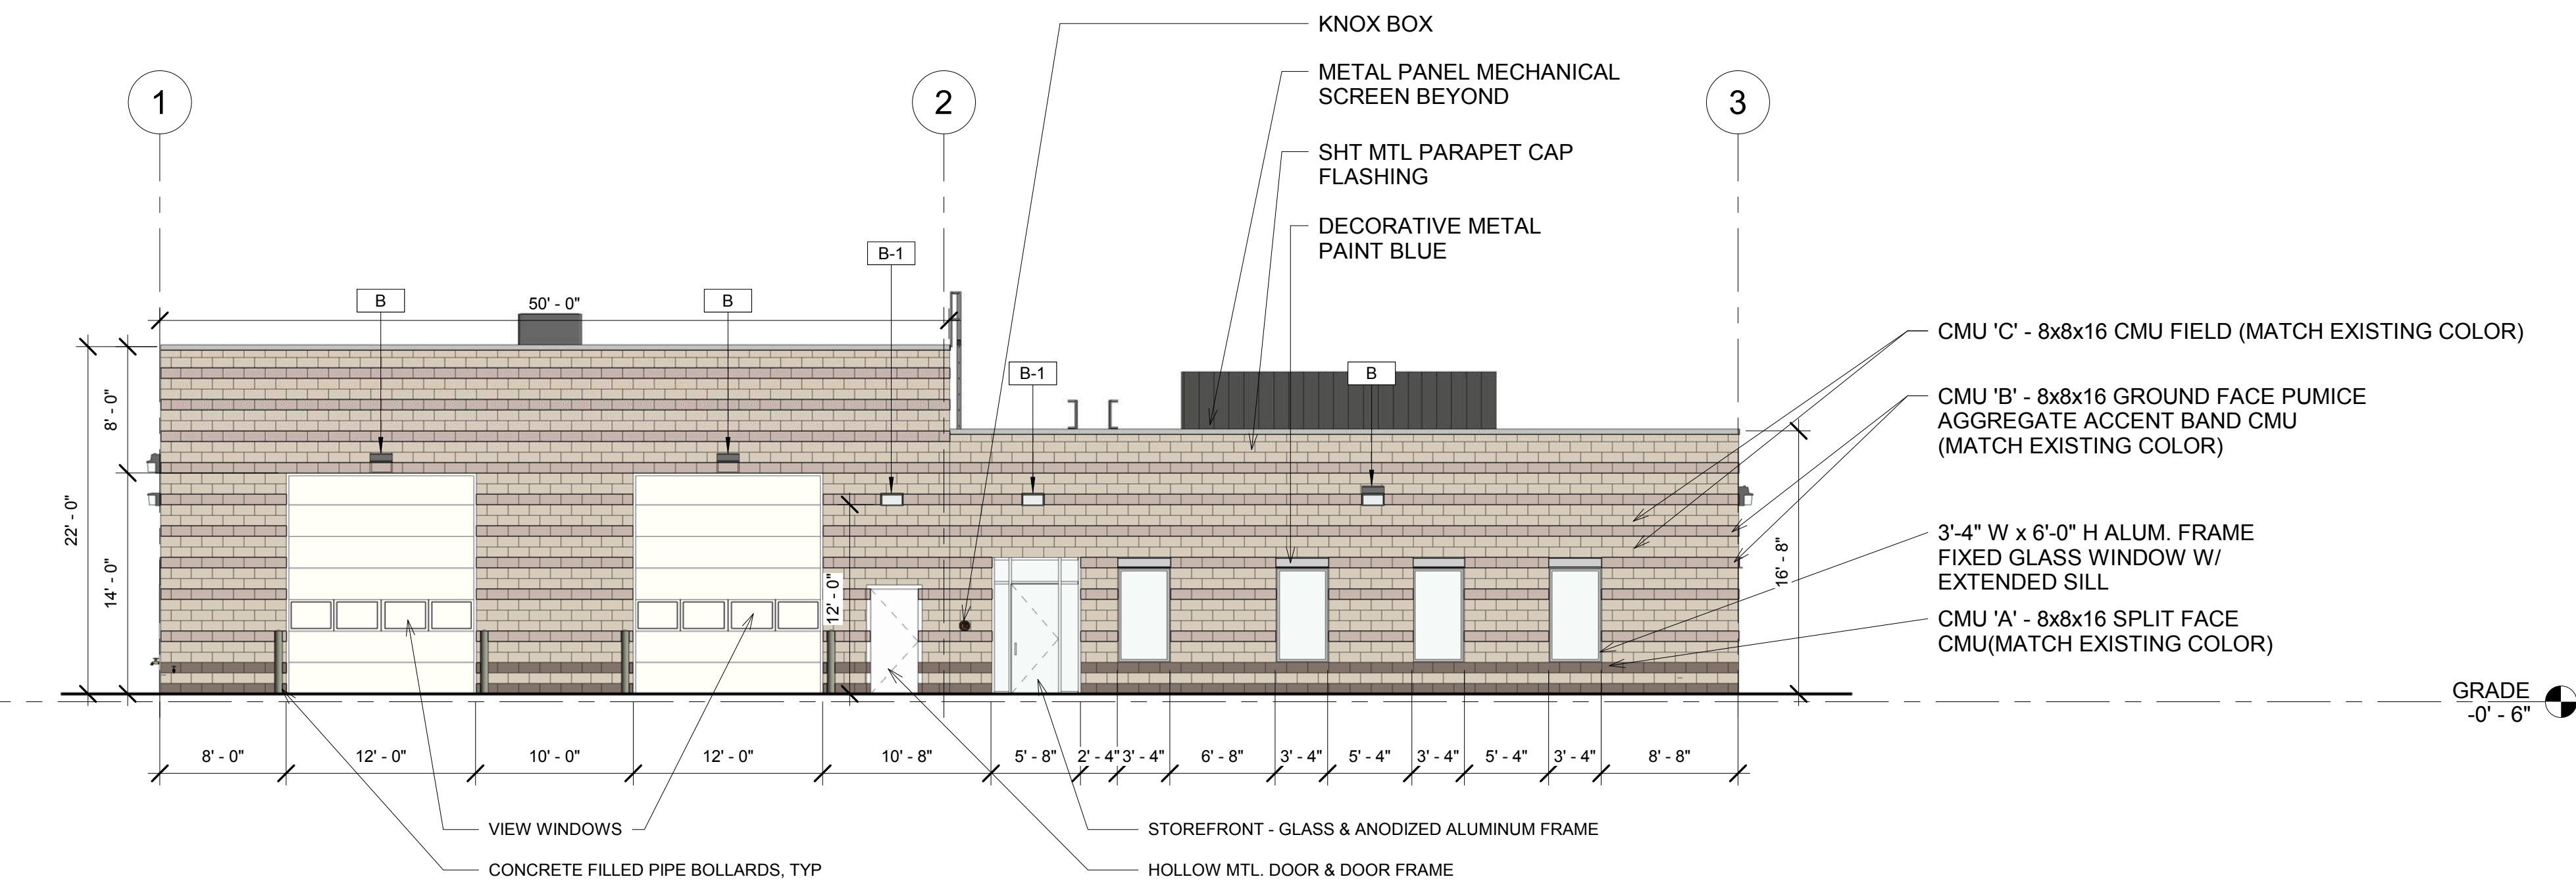 KNOX BOX
METAL PANEL MECHANICAL
SCREEN BEYOND
1
2
3
SHT MTL PARAPET CAP
FLASHING
DECORATIVE METAL
PAINT BLUE
B-1
B
50' - 0"
B
B-1
B
CMU 'C' - 8x8x16 CMU FIELD (MATCH EXISTING COLOR)
CMU 'B' - 8x8x16 GROUND FACE PUMICE
AGGREGATE ACCENT BAND CMU
(MATCH EXISTING COLOR)
3'-4" W x 6'-0" H ALUM. FRAME
FIXED GLASS WINDOW W/
EXTENDED SILL
CMU 'A' - 8x8x16 SPLIT FACE
CMU(MATCH EXISTING COLOR)
8' - 0"
22' - 0"
14' - 0"
12' - 0"
16' - 8"
GRADE
-0' - 6"
8' - 0"
12' - 0"
10' - 0"
12' - 0"
10' - 8"
5' - 8"
2' - 4"
3' - 4"
6' - 8"
3' - 4"
5' - 4"
3' - 4"
5' - 4"
3' - 4"
8' - 8"
VIEW WINDOWS
CONCRETE FILLED PIPE BOLLARDS, TYP
STOREFRONT - GLASS & ANODIZED ALUMINUM FRAME
HOLLOW MTL. DOOR & DOOR FRAME